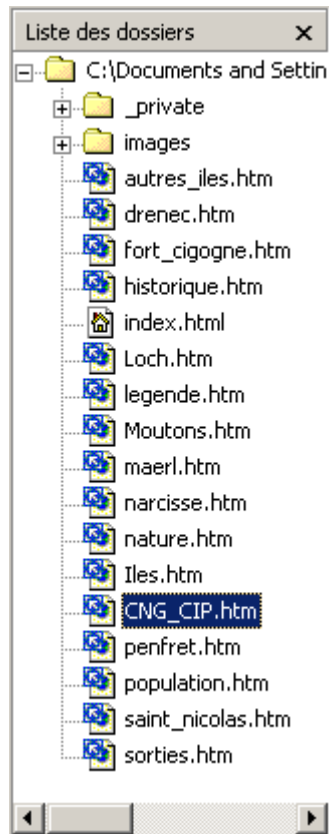 Liste des dossiers
C:\Documents and Settin
_private
images
autres_iles.htm
drenec.htm
fort_cigogne.htm
historique.htm
index.html
Loch.htm
legende.htm
Moutons.htm
maerl.htm
narcisse.htm
nature.htm
Iles.htm
CNG_CIP.htm
penfret.htm
population.htm
saint_nicolas.htm
sorties.htm